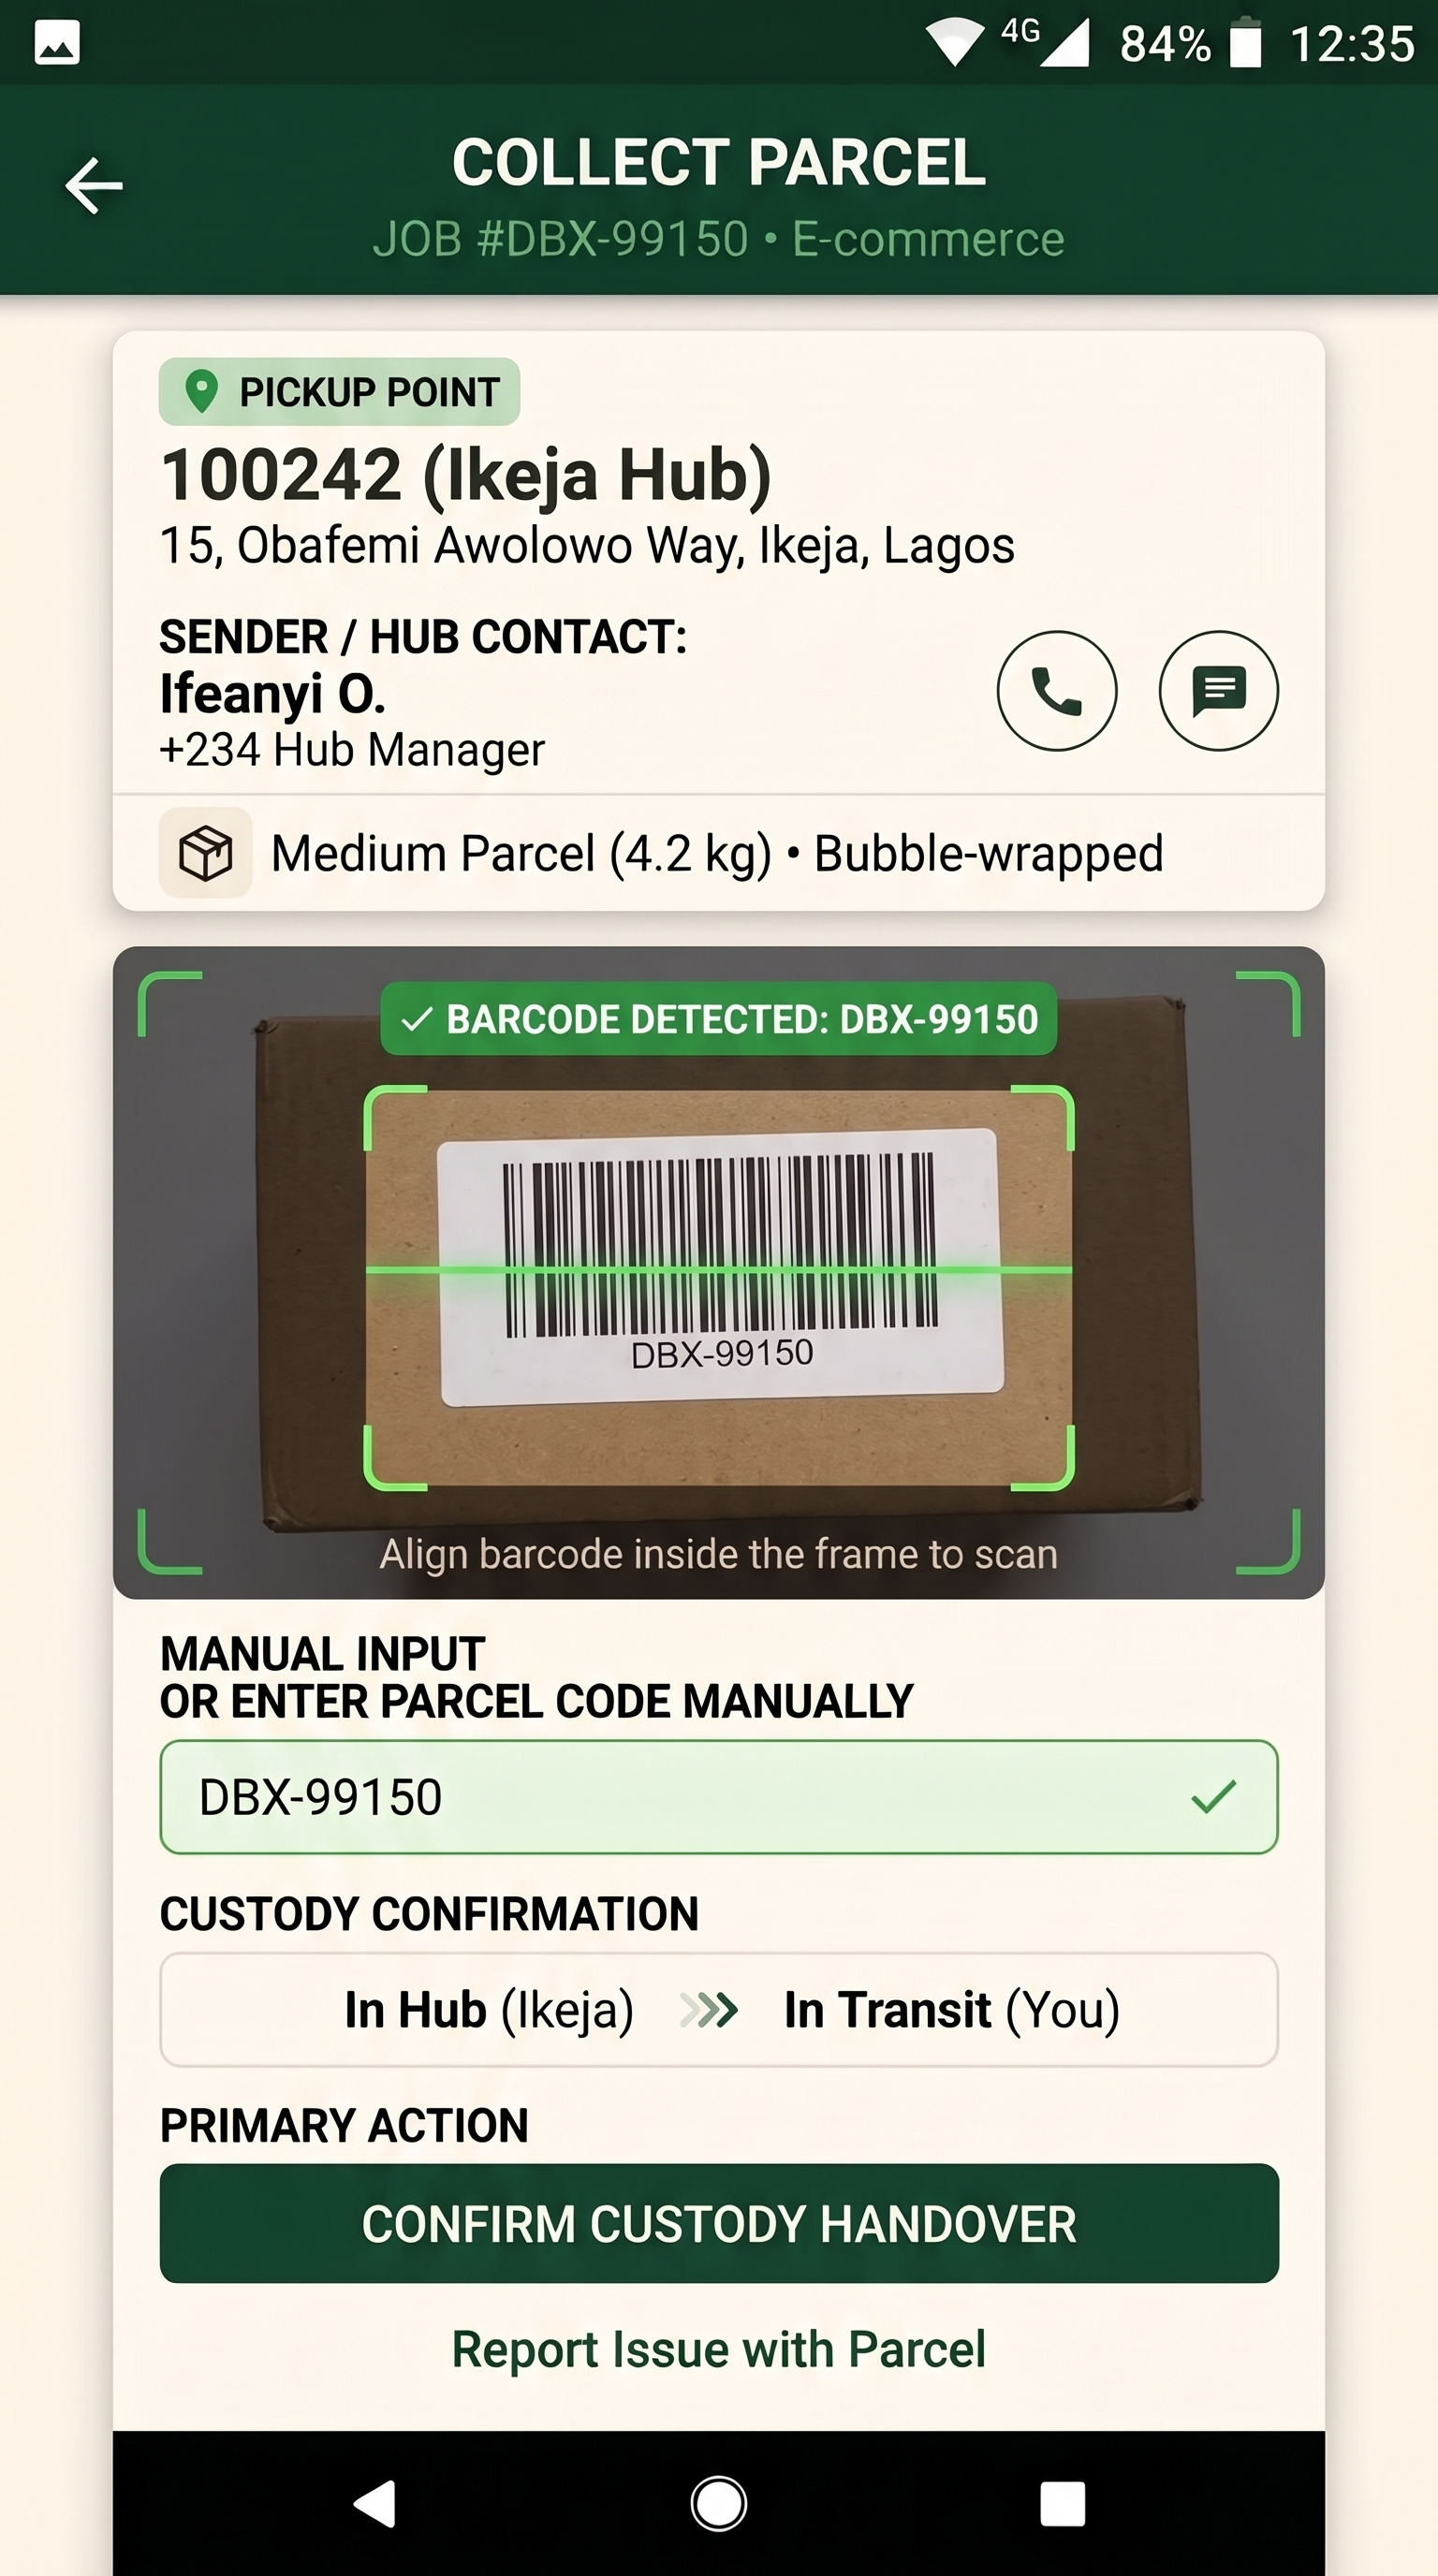 4G 84% 12:35
COLLECT PARCEL
JOB #DBX-99150 • E-commerce
PICKUP POINT
100242 (Ikeja Hub)
15, Obafemi Awolowo Way, Ikeja, Lagos
SENDER / HUB CONTACT:
Ifeanyi O.
+234 Hub Manager
Medium Parcel (4.2 kg) • Bubble-wrapped
BARCODE DETECTED: DBX-99150
DBX-99150
Align barcode inside the frame to scan
MANUAL INPUT
OR ENTER PARCEL CODE MANUALLY
DBX-99150
CUSTODY CONFIRMATION
In Hub (Ikeja) In Transit (You)
PRIMARY ACTION
CONFIRM CUSTODY HANDOVER
Report Issue with Parcel